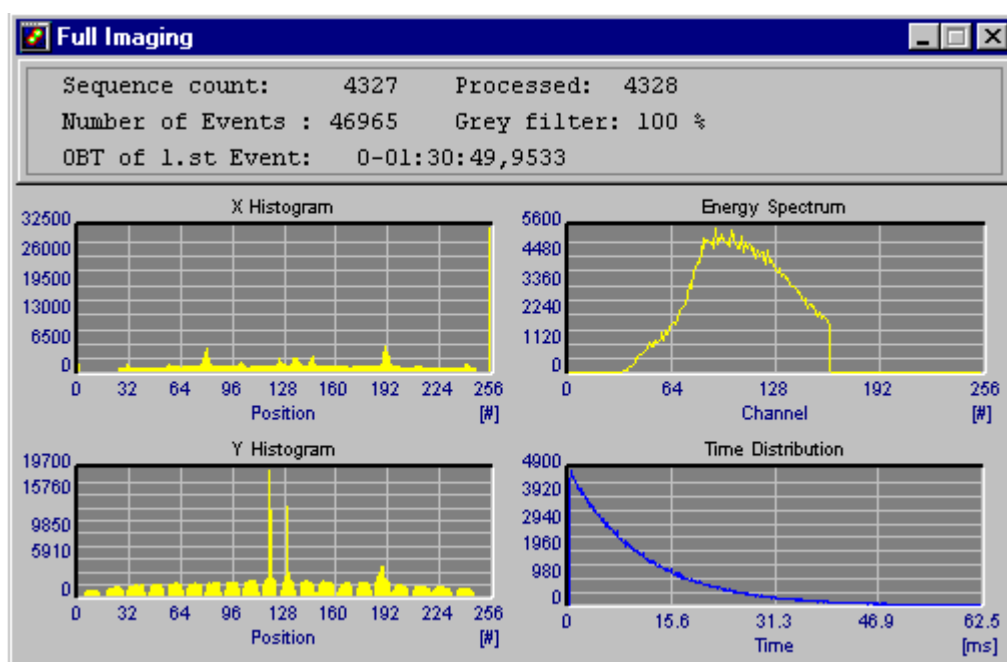 Full Imaging
Sequence count: 4327 Processed: 4328
Number of Events : 46965 Grey filter: 100 %
OBT of 1.st Event: 0-01:30:49,9533
X Histogram
32500
26000
19500
13000
6500
0
0 32 64 96 128 160 192 224 256
Position [#]
Energy Spectrum
5600
4480
3360
2240
1120
0
0 64 128 192 256
Channel [#]
Y Histogram
19700
15760
9850
5910
0
0 32 64 96 128 160 192 224 256
Position [#]
Time Distribution
4900
3920
2940
1960
980
0
0 15.6 31.3 46.9 62.5
Time [ms]